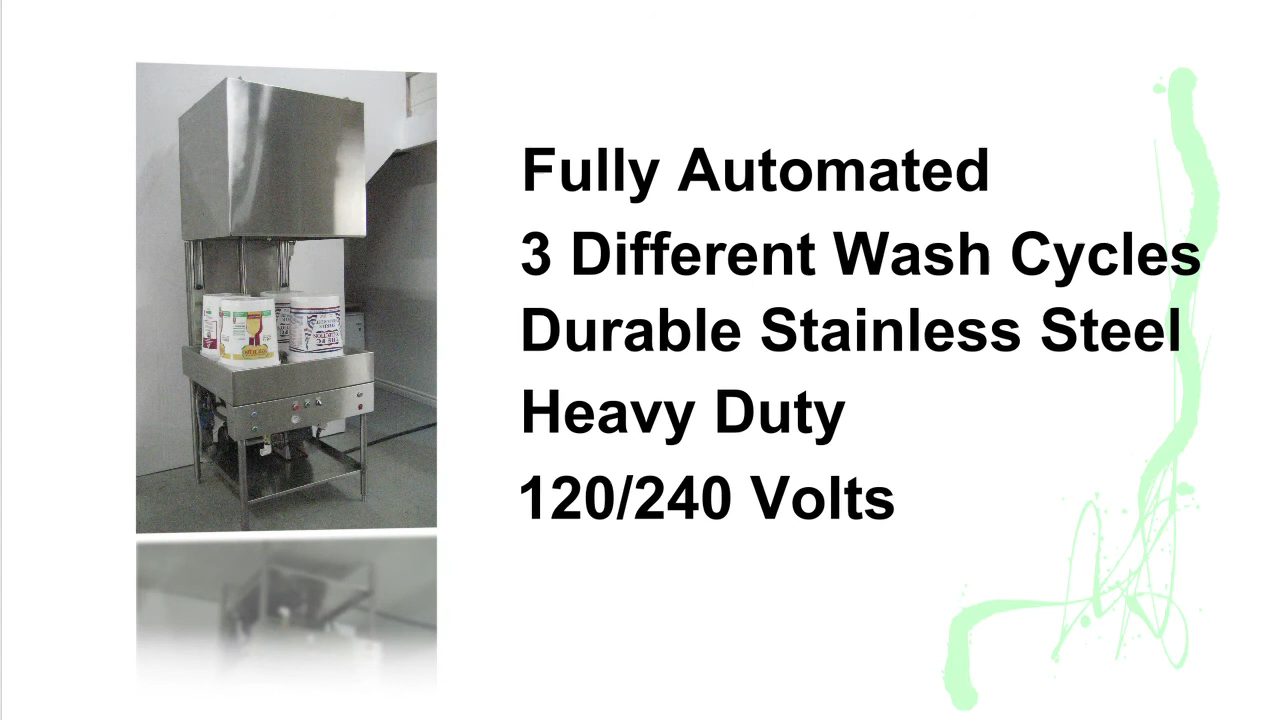 Fully Automated
3 Different Wash Cycles
Durable Stainless Steel
Heavy Duty
120/240 Volts